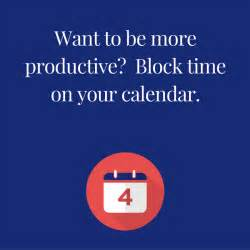 Want to be more
productive?  Block time
on your calendar.
4